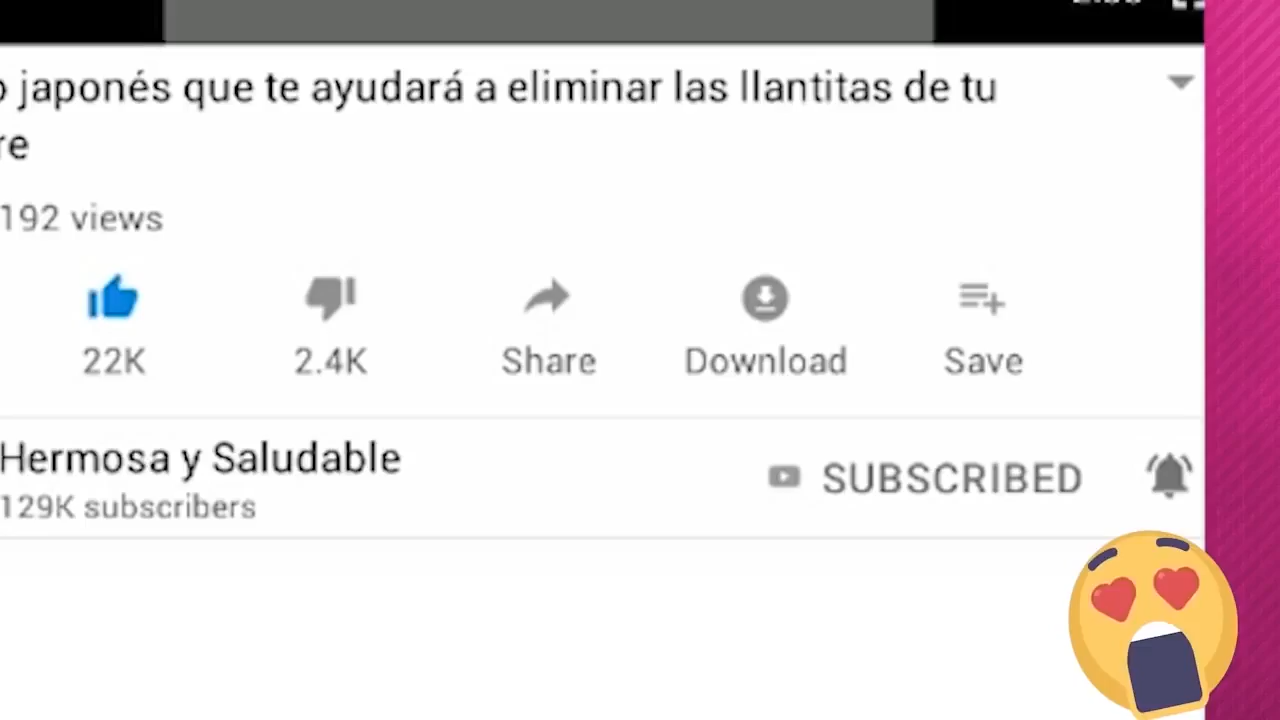 japonés que te ayudará a eliminar las llantitas de tu
re
192 views
22K 2.4K Share Download Save
Hermosa y Saludable
SUBSCRIBED
129K subscribers